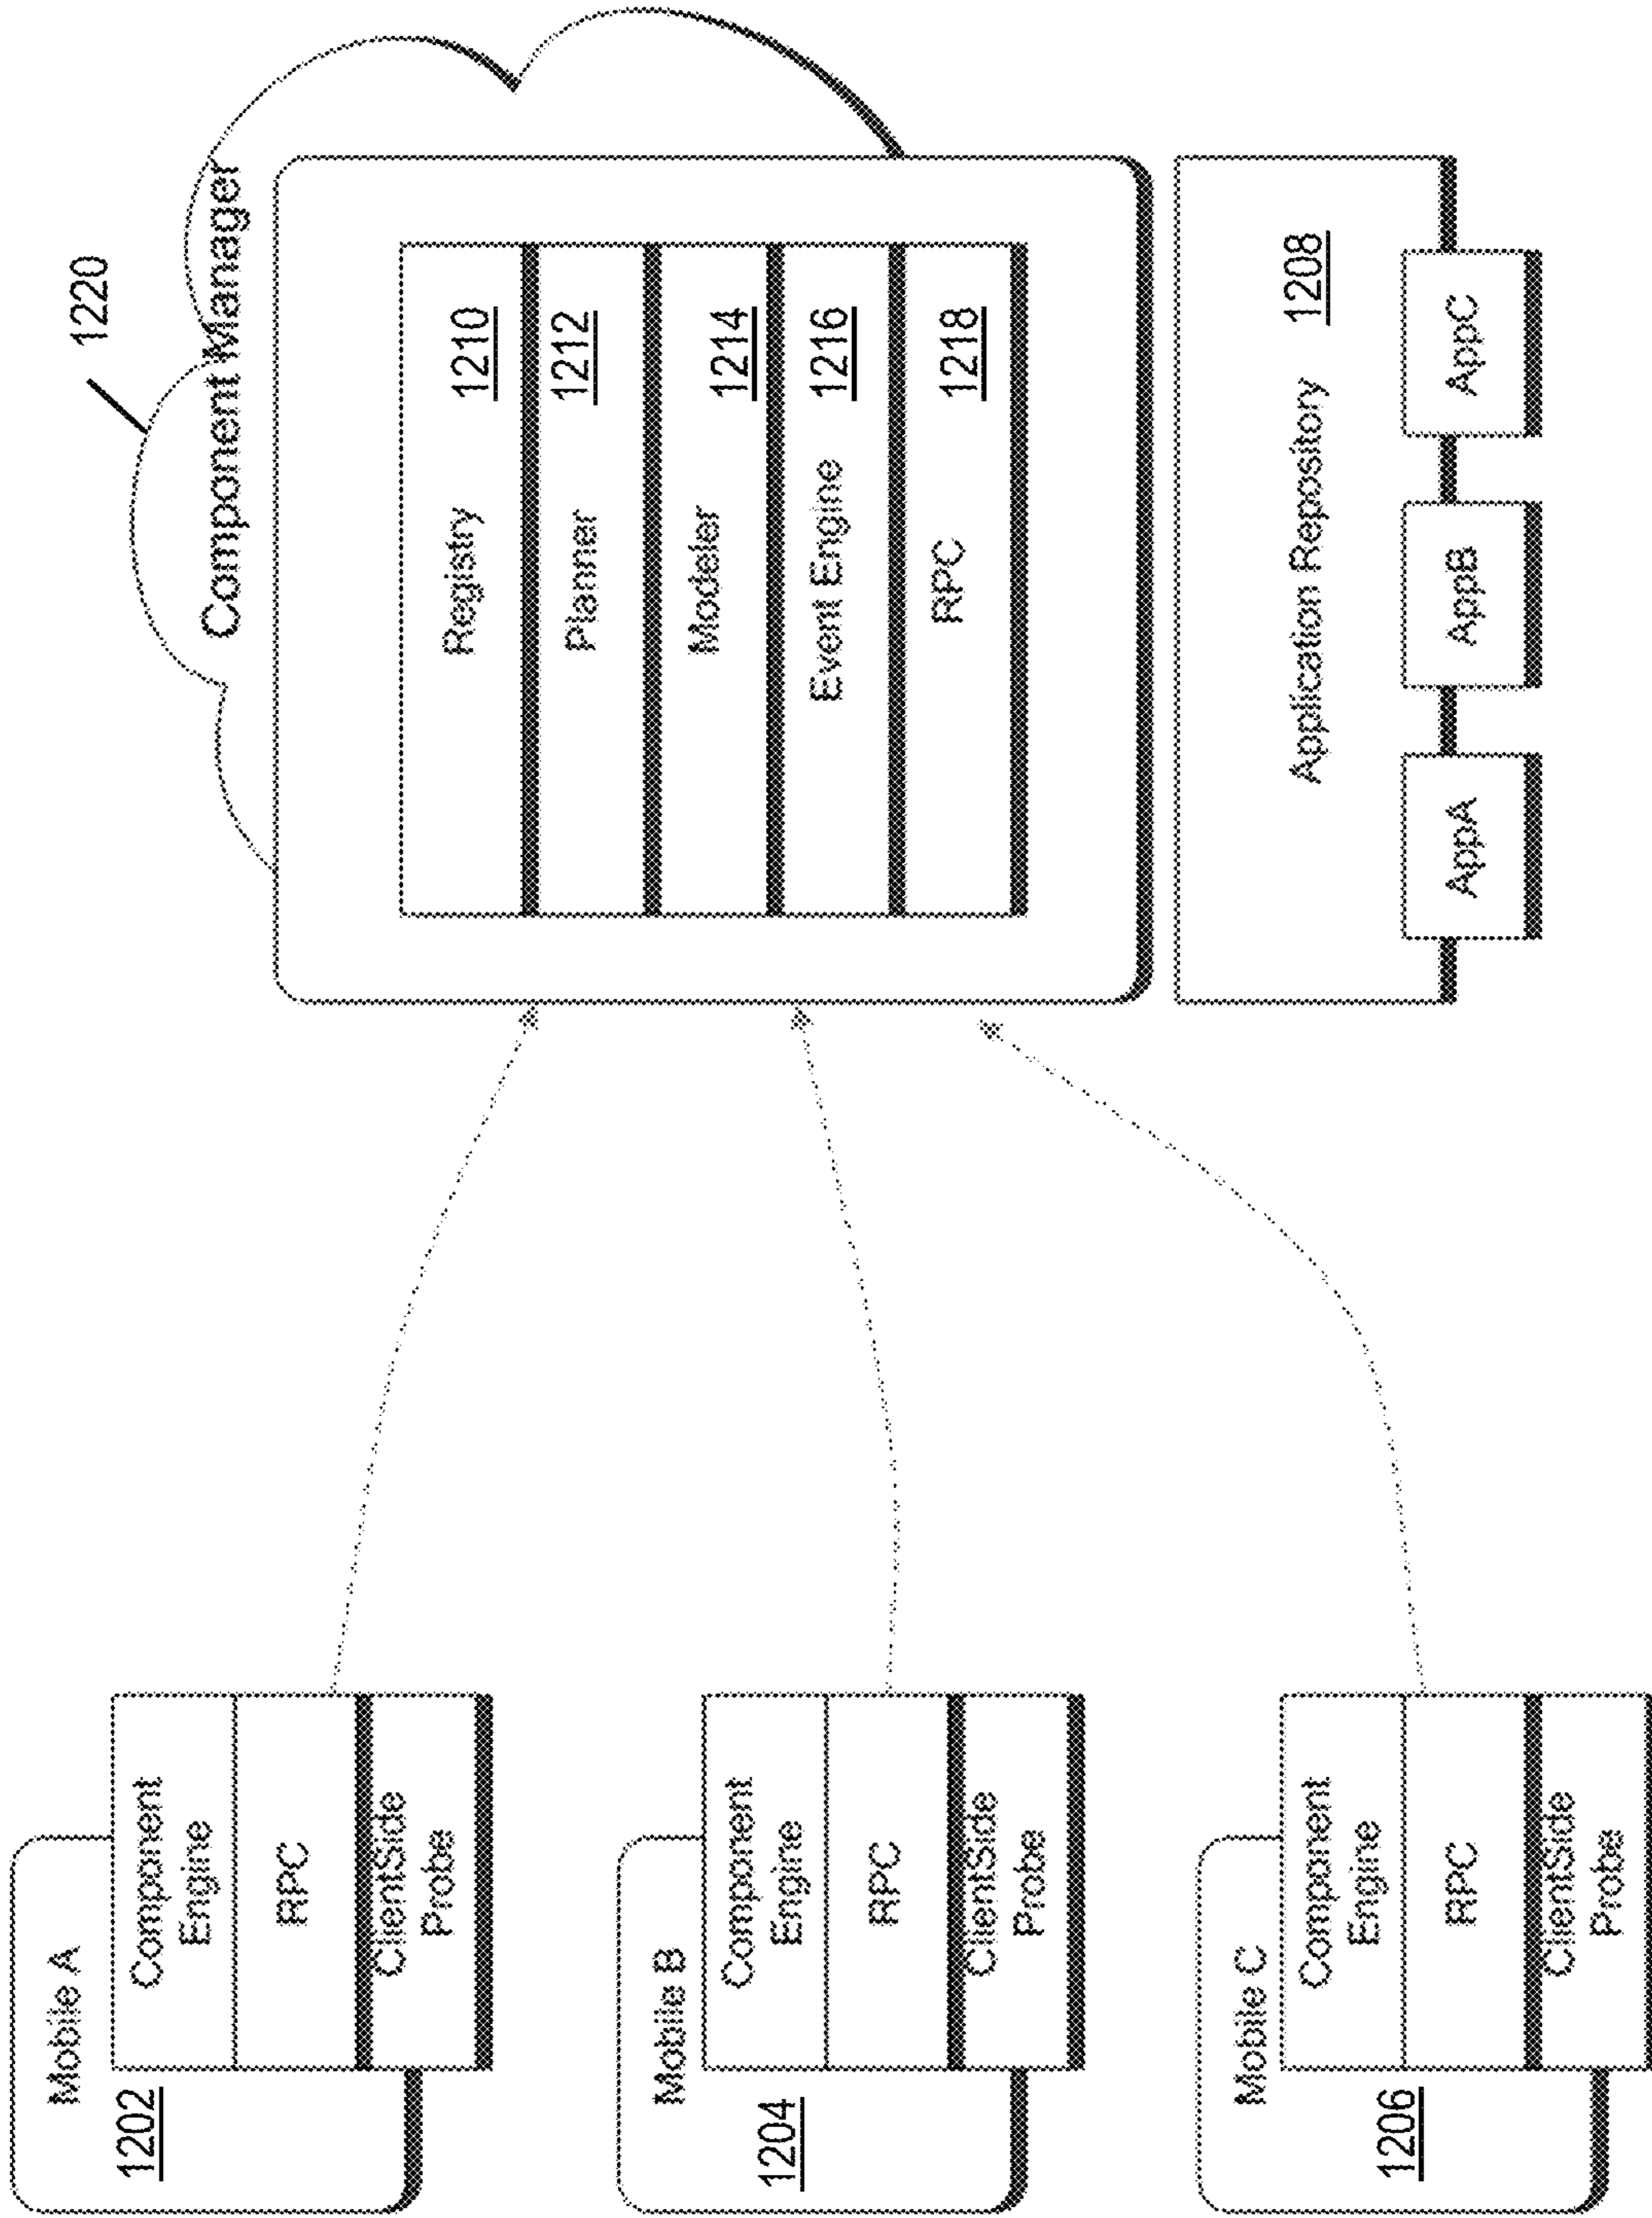 Mobile A
1202
Component
Engine
RPC
ClientSide
Probe
Mobile B
1204
Component
Engine
RPC
ClientSide
Probe
Mobile C
1206
Component
Engine
RPC
ClientSide
Probe
1220
Component Manager
Registry 1210
Planner 1212
Modeler 1214
Event Engine 1216
RPC 1218
Application Repository 1208
AppA
AppB
AppC